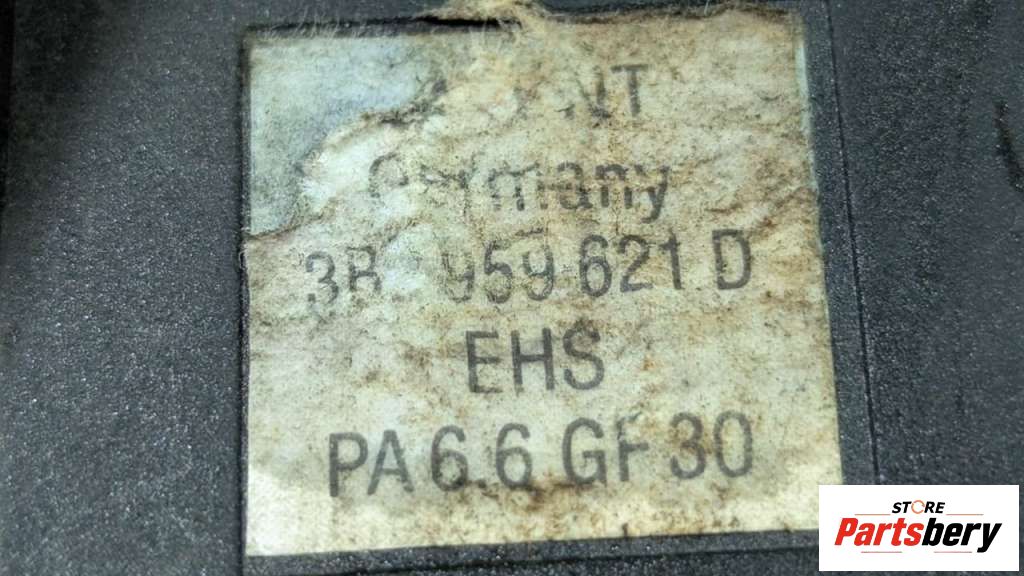 Germany
959 621 D
EHS
PA 6.6 GF 30
STORE
Partsbery